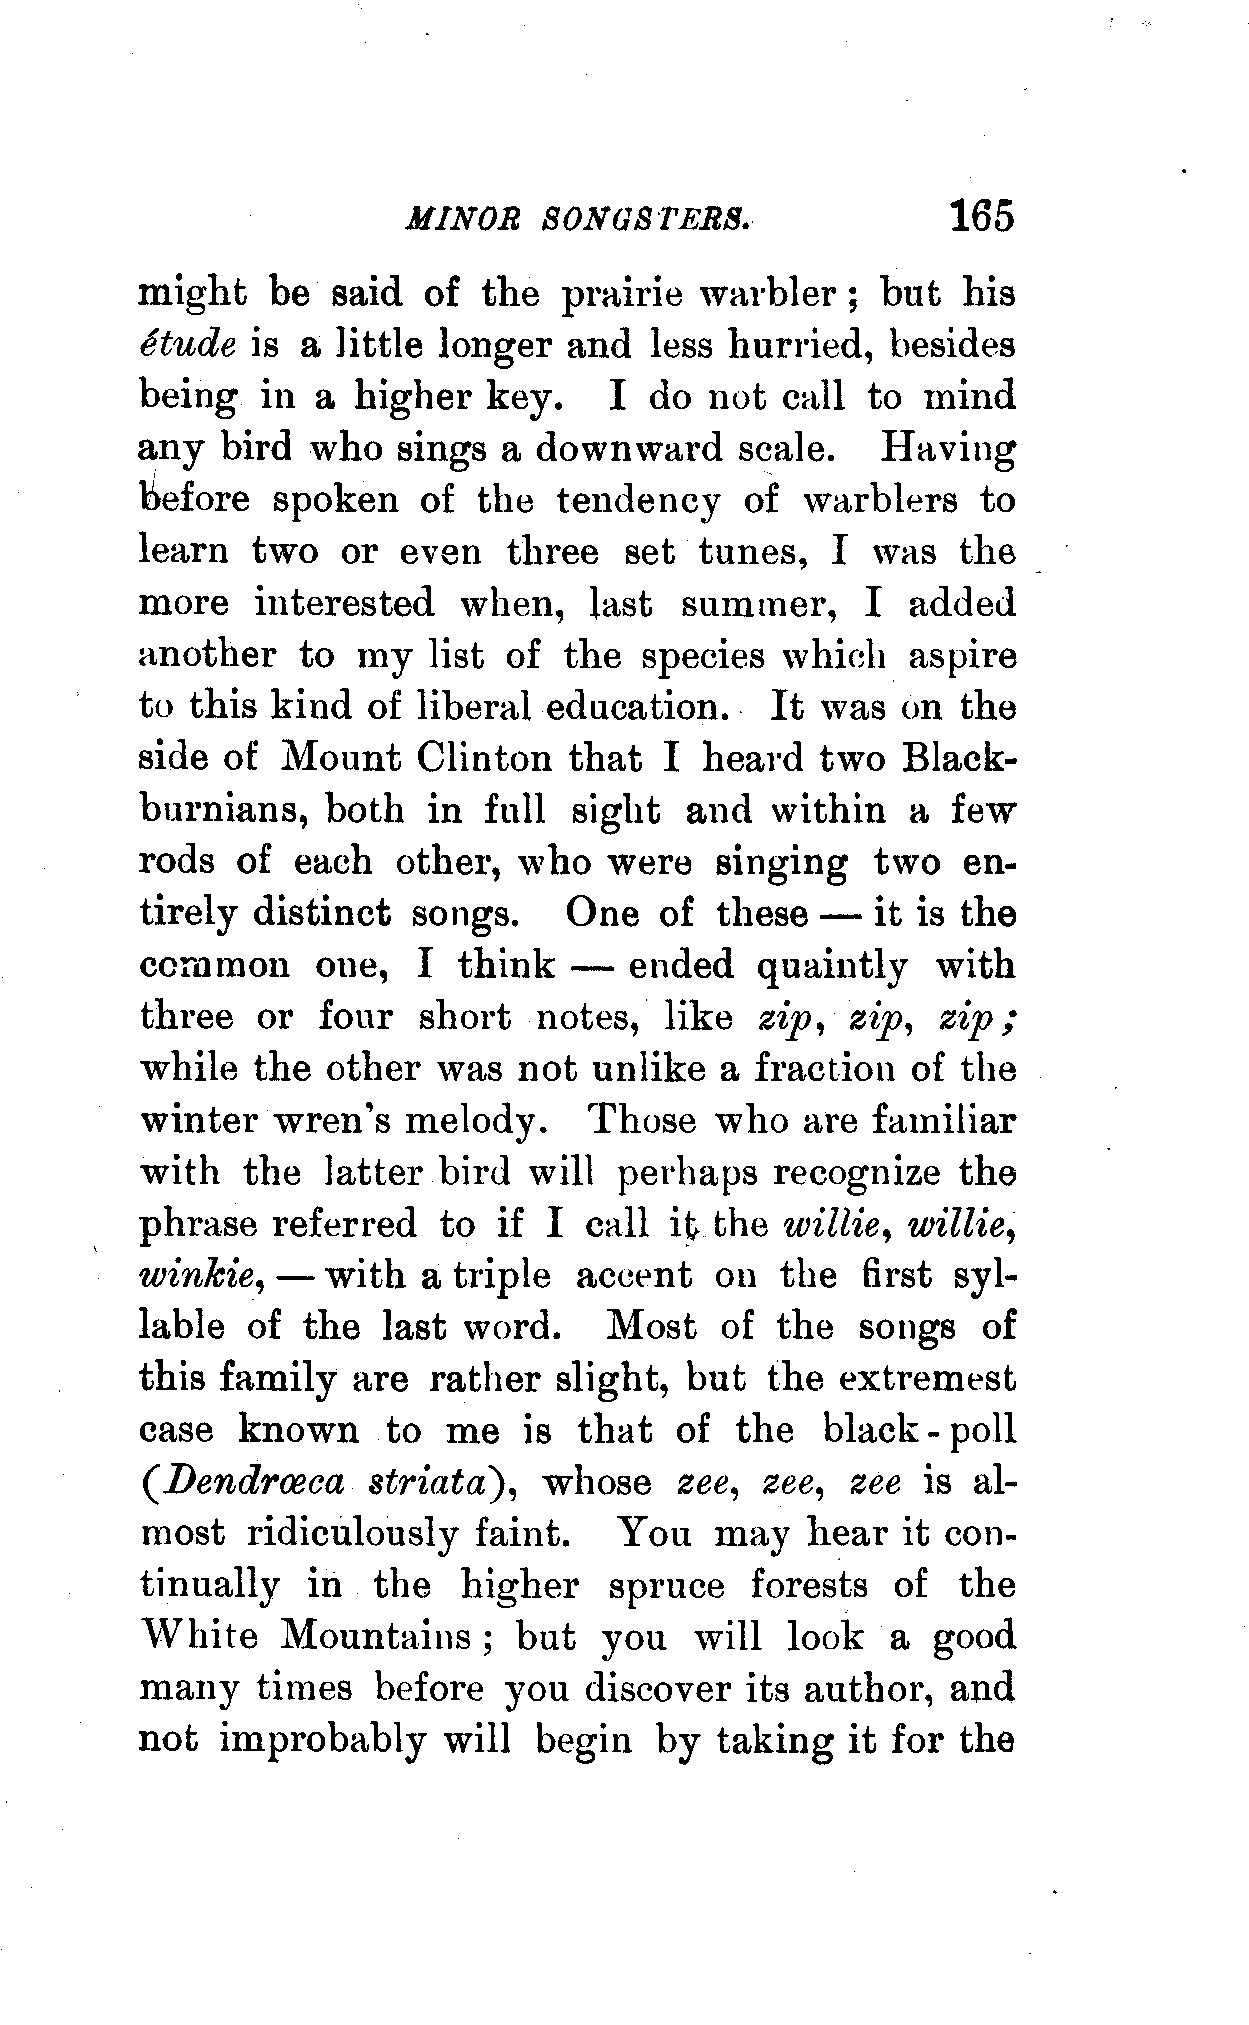 MINOR SONGSTERS. 165
might be said of the prairie warbler; but his
étude is a little longer and less hurried, besides
being in a higher key. I do not call to mind
any bird who sings a downward scale. Having
before spoken of the tendency of warblers to
learn two or even three set tunes, I was the
more interested when, last summer, I added
another to my list of the species which aspire
to this kind of liberal education. It was on the
side of Mount Clinton that I heard two Black-
burnians, both in full sight and within a few
rods of each other, who were singing two en-
tirely distinct songs. One of these — it is the
common one, I think — ended quaintly with
three or four short notes, like zip, zip, zip;
while the other was not unlike a fraction of the
winter wren's melody. Those who are familiar
with the latter bird will perhaps recognize the
phrase referred to if I call it the willie, willie,
winkie, — with a triple accent on the first syl-
lable of the last word. Most of the songs of
this family are rather slight, but the extremest
case known to me is that of the black-poll
(Dendrœca striata), whose zee, zee, zee is al-
most ridiculously faint. You may hear it con-
tinually in the higher spruce forests of the
White Mountains; but you will look a good
many times before you discover its author, and
not improbably will begin by taking it for the